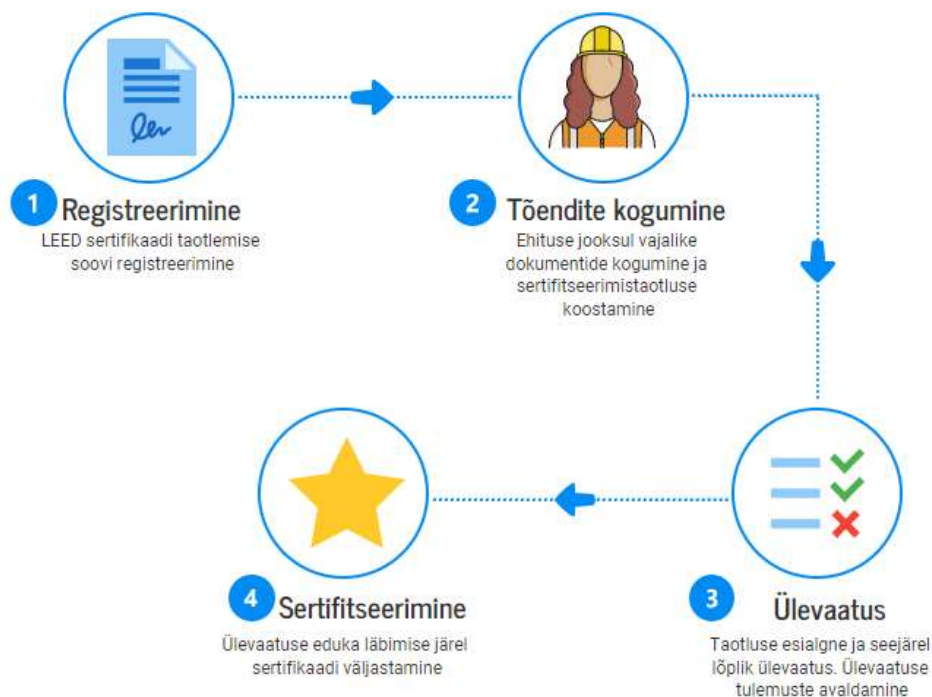 1
Registreerimine
LEED sertifikaadi taotlemise
soovi registreerimine
2
Tõendite kogumine
Ehituse jooksul vajalike
dokumentide kogumine ja
sertifitseerimistaotluse
koostamine
3
Ülevaatus
Taotluse esialgne ja seejärel
lõplik ülevaatus. Ülevaatuse
tulemuste avaldamine
4
Sertifitseerimine
Ülevaatuse eduka läbimise järel
sertifikaadi väljastamine